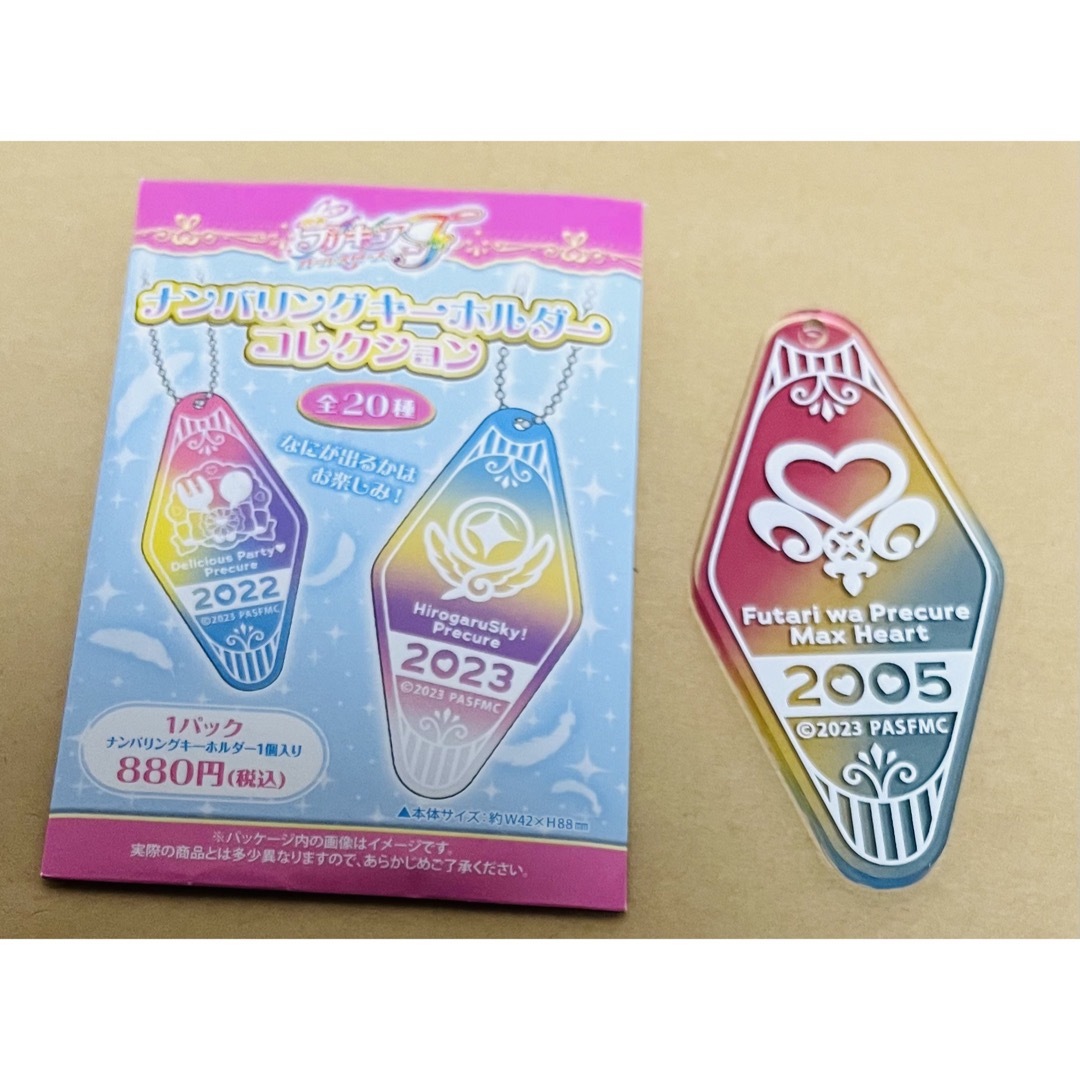 プリキュア
オールスターズF
ナンバリングキーホルダー
コレクション
全20種
なにが出るかは
お楽しみ!
Delicious Party♥
Precure
2022
©2023 PASFMC
HirogaruSky!
Precure
2023
©2023 PASFMC
1パック
ナンバリングキーホルダー1個入り
880円(税込)
▲本体サイズ:約W42×H88mm
※パッケージ内の画像はイメージです。
実際の商品とは多少異なりますので、あらかじめご了承ください。
Futari wa Precure
Max Heart
2005
©2023 PASFMC